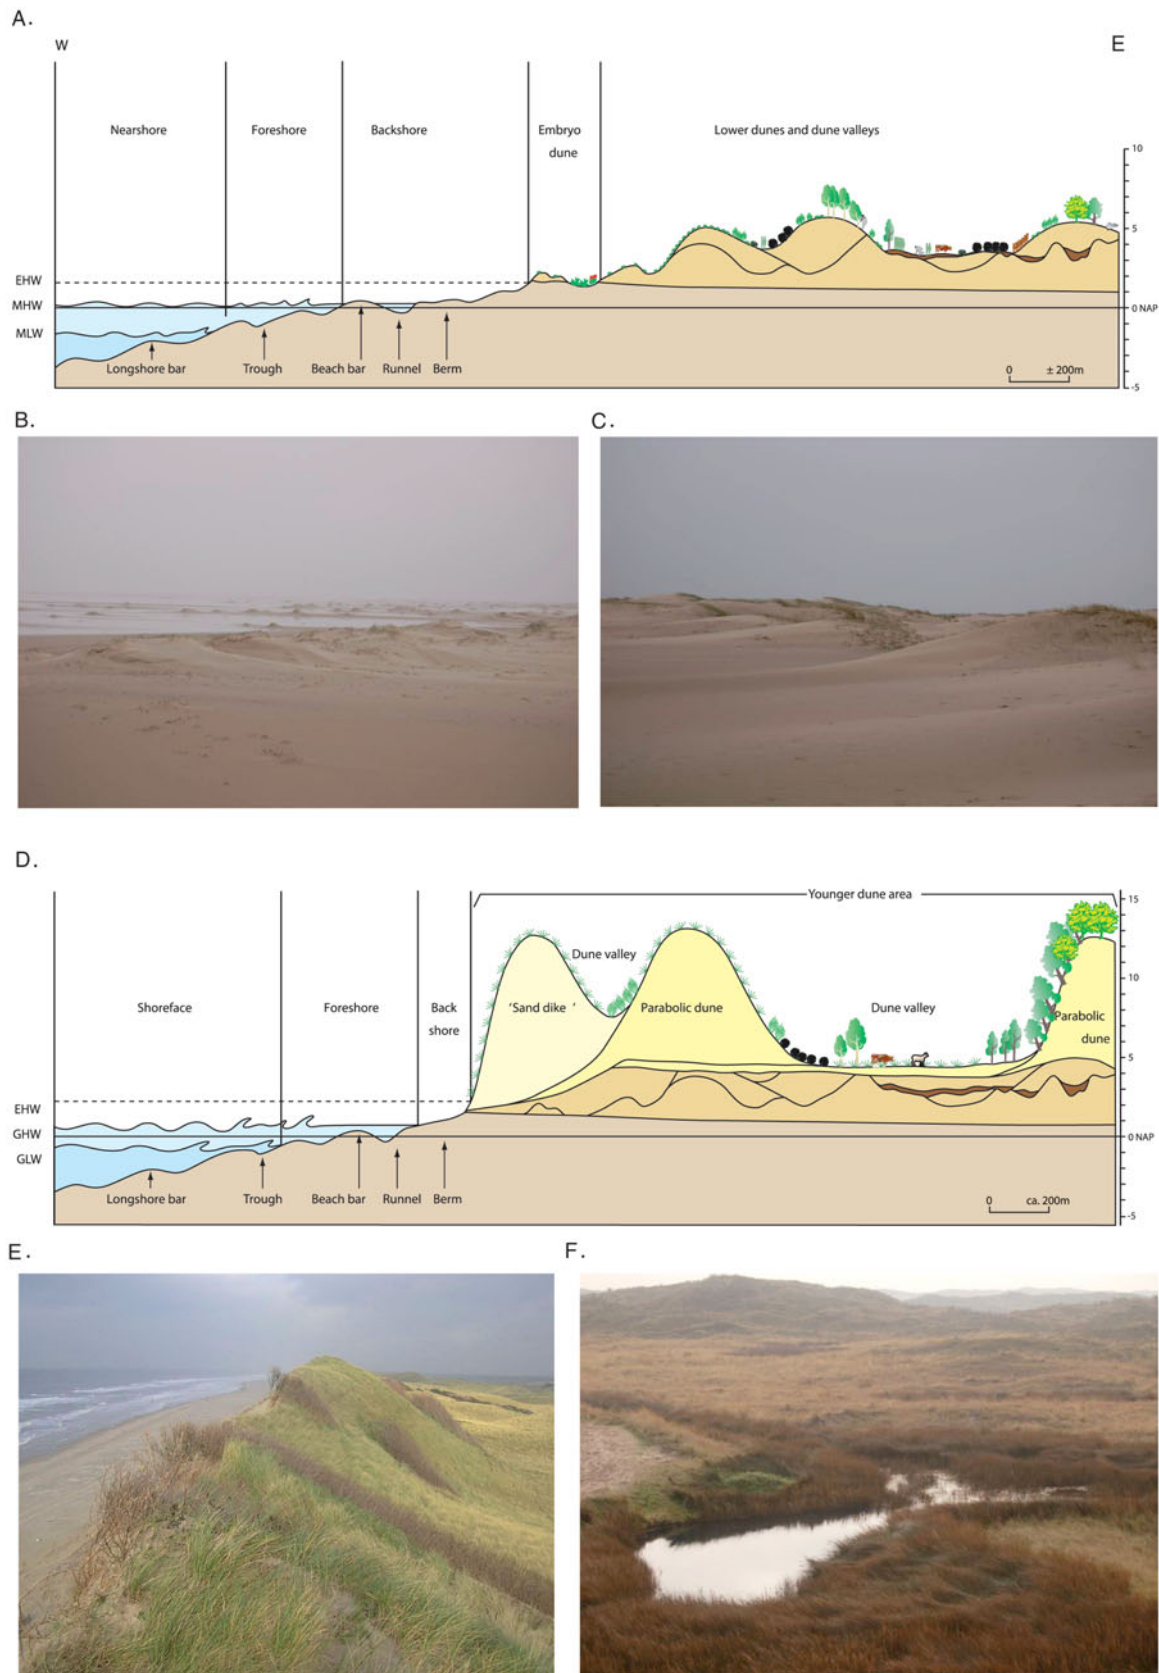 A.
W
E
Nearshore
Foreshore
Backshore
Embryo
dune
Lower dunes and dune valleys
10
5
0 NAP
-5
EHW
MHW
MLW
Longshore bar
Trough
Beach bar
Runnel
Berm
0 ± 200m
B.
C.
D.
Younger dune area
15
10
5
0 NAP
-5
Dune valley
Shoreface
Foreshore
Back
shore
'Sand dike '
Parabolic dune
Dune valley
Parabolic
dune
EHW
GHW
GLW
Longshore bar
Trough
Beach bar
Runnel
Berm
0 ca. 200m
E.
F.